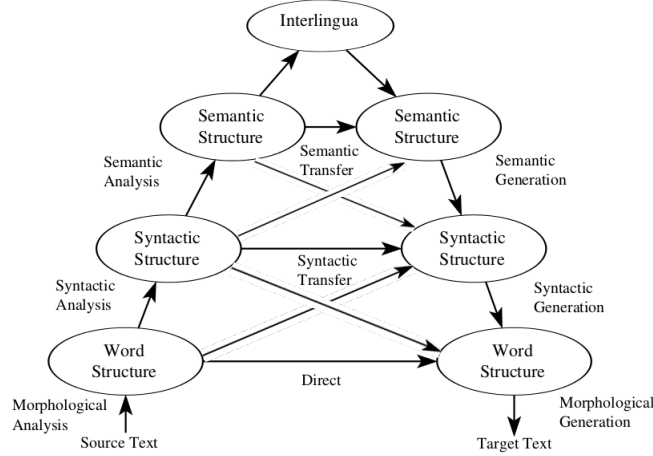 Interlingua
Semantic
Structure
Semantic
Structure
Semantic
Transfer
Semantic
Analysis
Semantic
Generation
Syntactic
Structure
Syntactic
Structure
Syntactic
Transfer
Syntactic
Analysis
Syntactic
Generation
Word
Structure
Word
Structure
Direct
Morphological
Analysis
Morphological
Generation
Source Text
Target Text